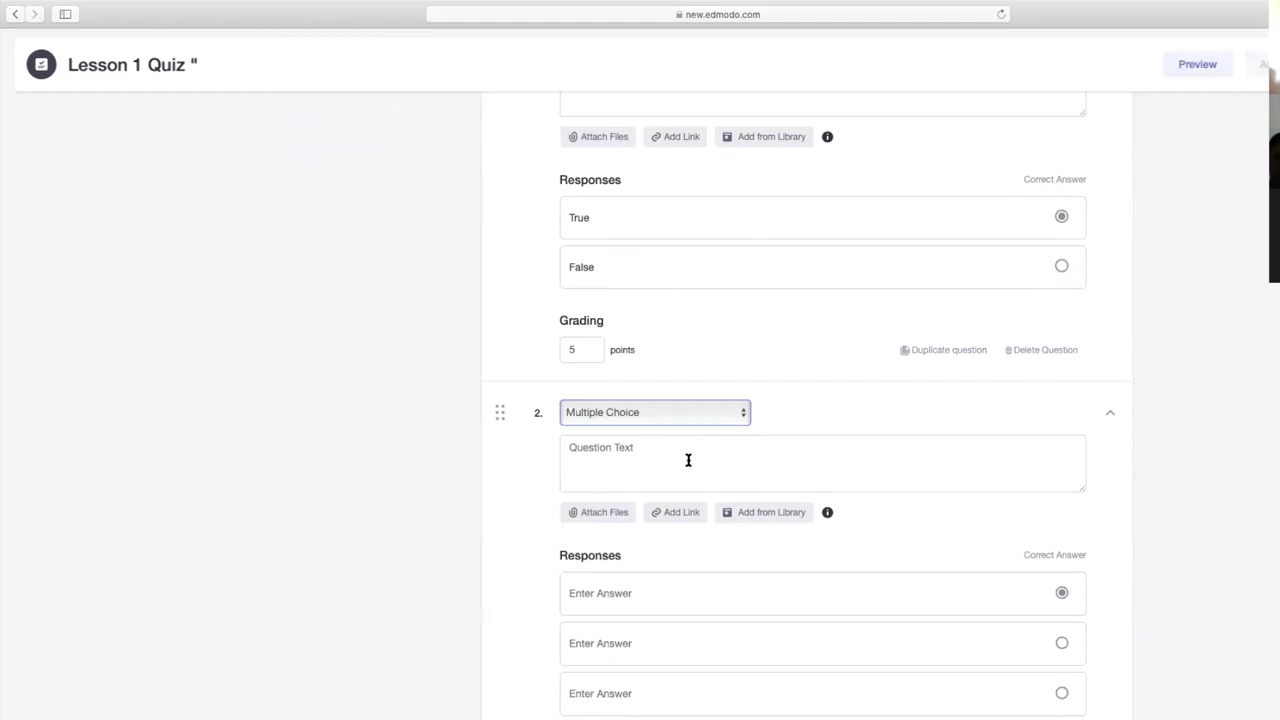 new.edmodo.com
Lesson 1 Quiz "
Preview
Attach Files
Add Link
Add from Library
Responses
Correct Answer
True
False
Grading
5 points
Duplicate question
Delete Question
2. Multiple Choice
Question Text
Attach Files
Add Link
Add from Library
Responses
Correct Answer
Enter Answer
Enter Answer
Enter Answer